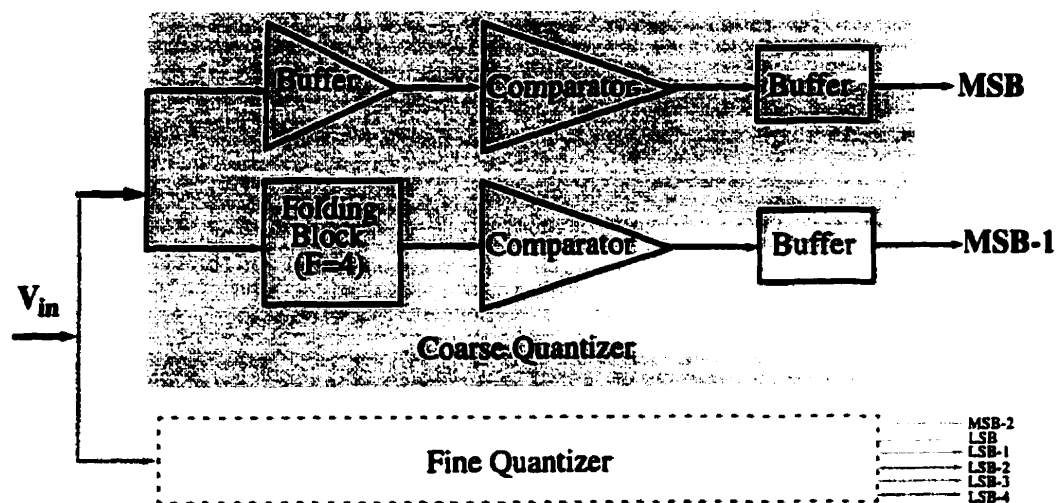 Buffer
Comparator
Buffer
MSB
Folding
Block
(F=4)
Comparator
Buffer
MSB-1
Vin
Coarse Quantizer
Fine Quantizer
MSB-2
LSB
LSB-1
LSB-2
LSB-3
LSB-4